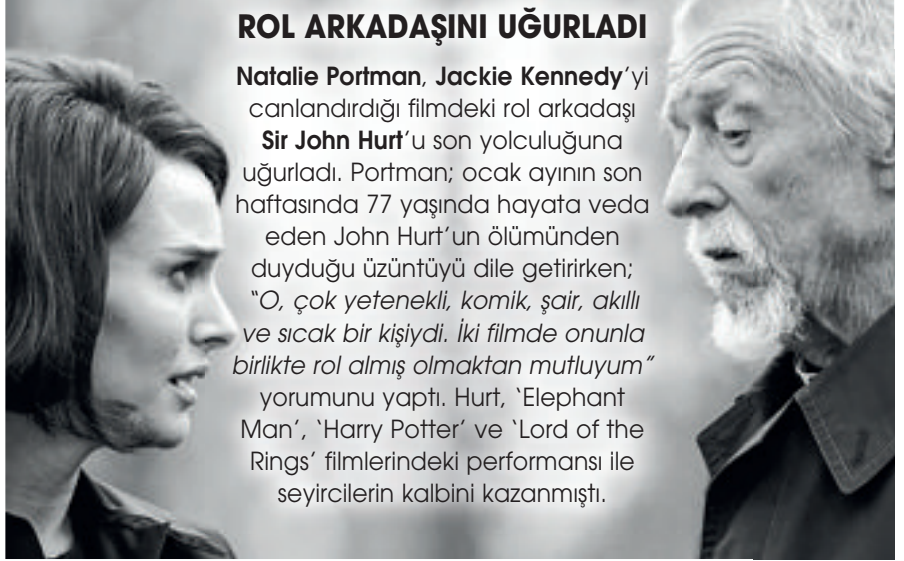 ROL ARKADAŞINI UĞURLADI
Natalie Portman, Jackie Kennedy'yi
canlandırdığı filmdeki rol arkadaşı
Sir John Hurt'u son yolculuğuna
uğurladı. Portman; ocak ayının son
haftasında 77 yaşında hayata veda
eden John Hurt'un ölümünden
duyduğu üzüntüyü dile getirirken;
“O, çok yetenekli, komik, şair, akıllı
ve sıcak bir kişiydi. İki filmde onunla
birlikte rol almış olmaktan mutluyum”
yorumunu yaptı. Hurt, ‘Elephant
Man’, ‘Harry Potter’ ve ‘Lord of the
Rings’ filmlerindeki performansı ile
seyircilerin kalbini kazanmıştı.